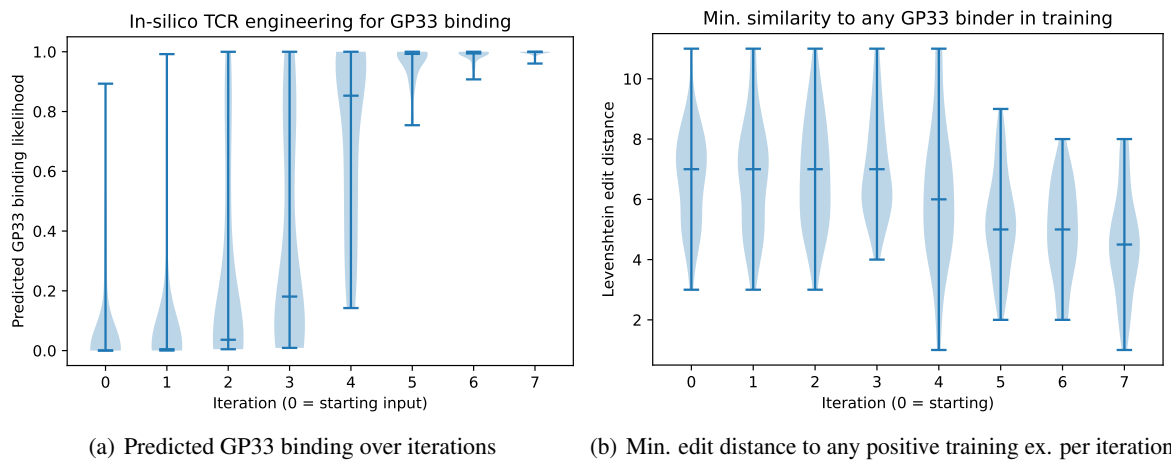 In-silico TCR engineering for GP33 binding
Predicted GP33 binding likelihood
1.0
0.8
0.6
0.4
0.2
0.0
0 1 2 3 4 5 6 7
Iteration (0 = starting input)
(a) Predicted GP33 binding over iterations
Min. similarity to any GP33 binder in training
Levenshtein edit distance
10
8
6
4
2
0 1 2 3 4 5 6 7
Iteration (0 = starting)
(b) Min. edit distance to any positive training ex. per iteration